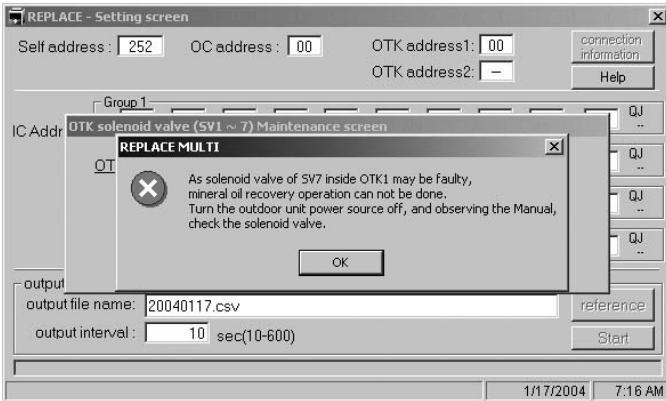 REPLACE - Setting screen
Self address : 252 OC address : 00 OTK address1: 00
OTK address2: –
connection information
Help
Group 1
QJ
--
IC Addr
OTK solenoid valve (SV1 ~ 7) Maintenance screen
REPLACE MULTI
OT
QJ
--
As solenoid valve of SV7 inside OTK1 may be faulty,
mineral oil recovery operation can not be done.
Turn the outdoor unit power source off, and observing the Manual,
check the solenoid valve.
QJ
--
OK
QJ
--
output
output file name: 20040117.csv
reference
output interval : 10 sec(10-600)
Start
1/17/2004 7:16 AM